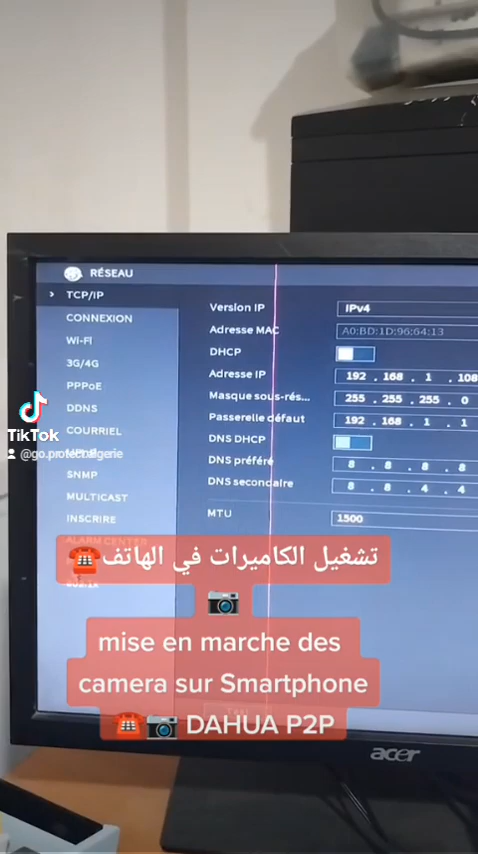 RÉSEAU
TCP/IP
CONNEXION
Wi-Fi
3G/4G
PPPoE
DDNS
COURRIEL
SNMP
MULTICAST
INSCRIRE
ALARM CENTER
802.1x
Version IP IPv4
Adresse MAC A0:BD:1D:96:64:13
DHCP
Adresse IP 192 . 168 . 1 . 108
Masque sous-rés... 255 . 255 . 255 . 0
Passerelle défaut 192 . 168 . 1 . 1
DNS DHCP
DNS préféré 8 . 8 . 8 . 8
DNS secondaire 8 . 8 . 4 . 4
MTU 1500
TikTok
@go.protectalgerie
تشغيل الكاميرات في الهاتف
mise en marche des
camera sur Smartphone
DAHUA P2P
acer